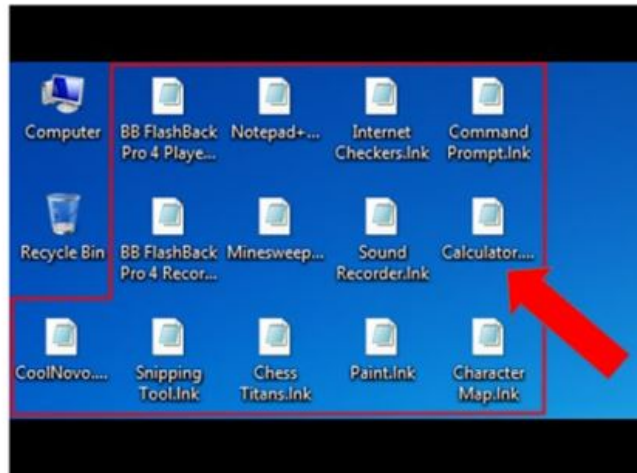 Computer
BB FlashBack
Pro 4 Playe...
Notepad+...
Internet
Checkers.lnk
Command
Prompt.lnk
Recycle Bin
BB FlashBack
Pro 4 Recor...
Minesweep...
Sound
Recorder.lnk
Calculator....
CoolNovo....
Snipping
Tool.lnk
Chess
Titans.lnk
Paint.lnk
Character
Map.lnk